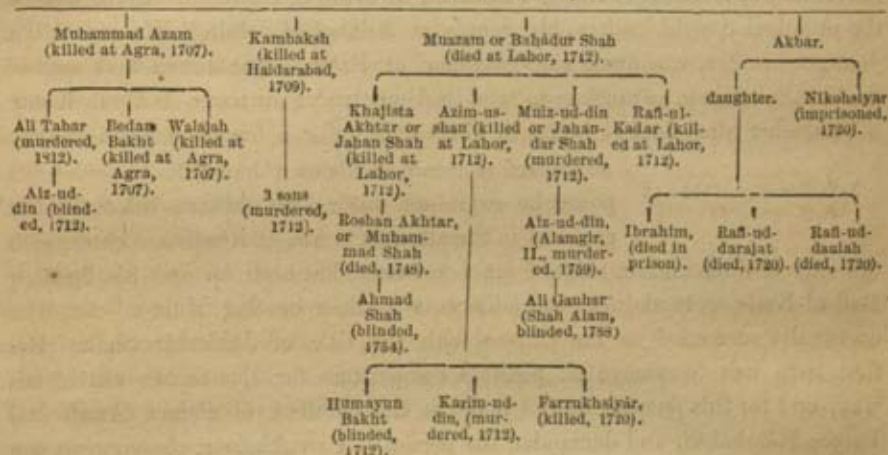 Muhammad Azam
(killed at Agra, 1707).
Kambaksh
(killed at
Haidarabad,
1709).
Muazam or Bahádur Shah
(died at Lahor, 1712).
Akbar.
Ali Tabar
(murdered,
1812).
Aiz-ud-
din (blind-
ed, 1712).
Bedar
Bakht
(killed at
Agra,
1707).
Walajah
(killed at
Agra,
1707).
3 sons
(murdered,
1712).
Khajista
Akhtar or
Jahan Shah
(killed at
Lahor,
1712)
Roshan Akhtar,
or Muham-
mad Shah
(died, 1748).
Ahmad
Shah
(blinded,
1754).
Azim-us-
shan (killed
at Lahor,
1712).
Muiz-ud-din
or Jahan-
dar Shah
(murdered,
1712).
Aiz-ud-din,
(Alamgir,
II., murder-
ed, 1759).
Ali Gauhar
(Shah Alam,
blinded, 1788)
Rafi-ul-
Kadar (kill-
ed at Lahor,
1712).
daughter.
Nikohsiyar
(imprisoned,
1720).
Ibrahim,
(died in
prison).
Rafi-ud-
darajat
(died, 1720).
Rafi-ud-
daulah
(died, 1720).
Humayun
Bakht
(blinded,
1712).
Karim-ud-
din, (mur-
dered, 1712).
Farrukhsiyár,
(killed, 1720).